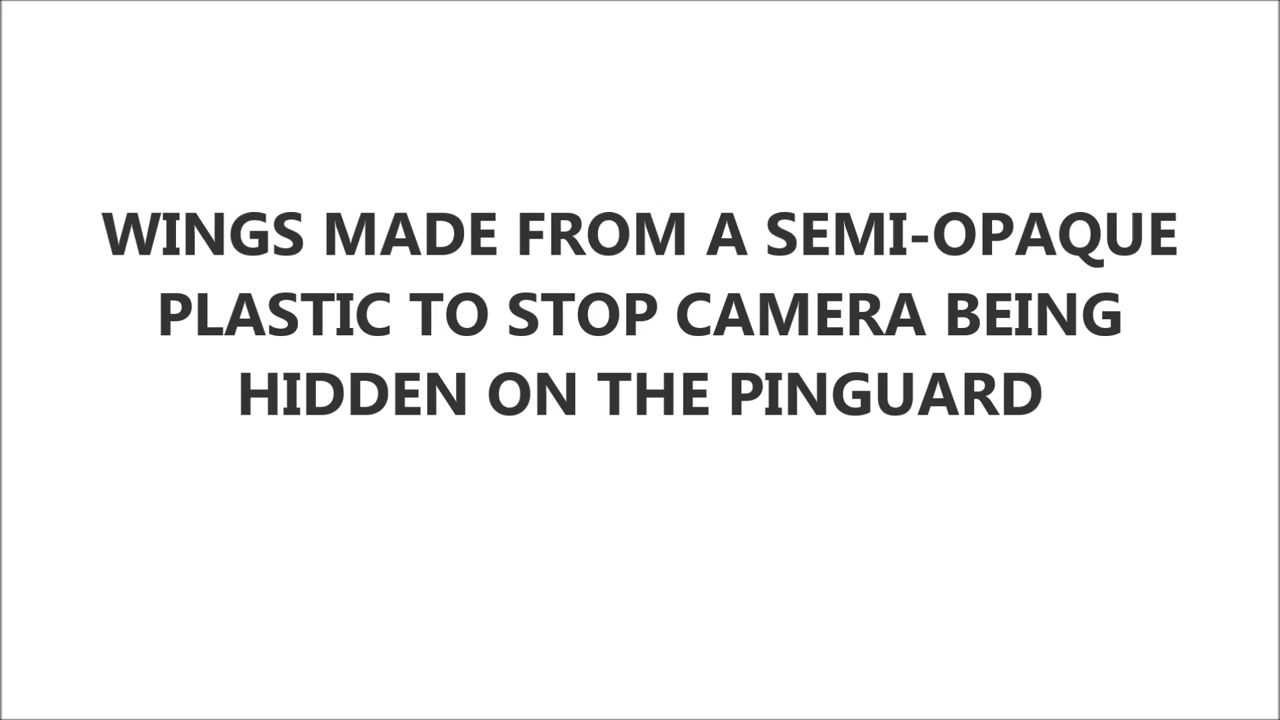 WINGS MADE FROM A SEMI-OPAQUE
PLASTIC TO STOP CAMERA BEING
HIDDEN ON THE PINGUARD